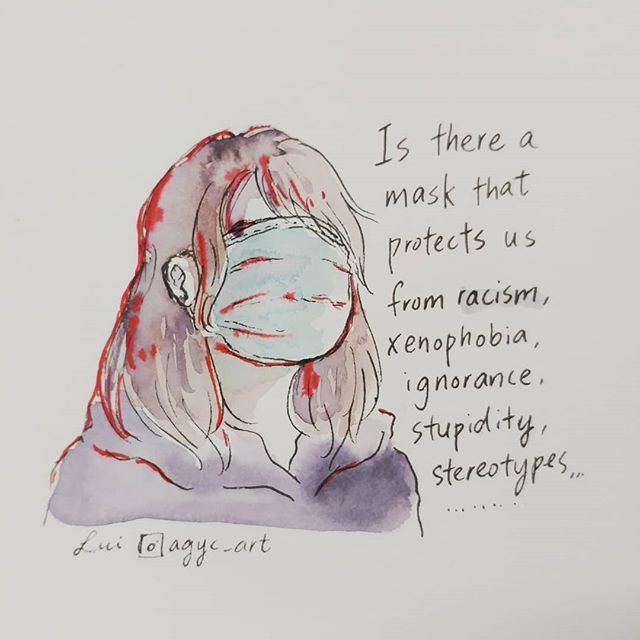 Is there a
mask that
protects us
from racism,
xenophobia,
ignorance.
stupidity,
stereotypes...
........
Lui agyc_art